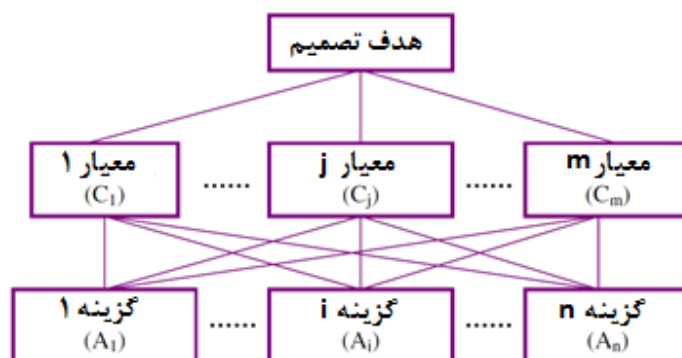 هدف تصمیم
معیار ۱ ...... معیار j ...... معیار m
(C₁) (Cⱼ) (Cₘ)
گزینه ۱ ...... گزینه i ...... گزینه n
(A₁) (Aᵢ) (Aₙ)